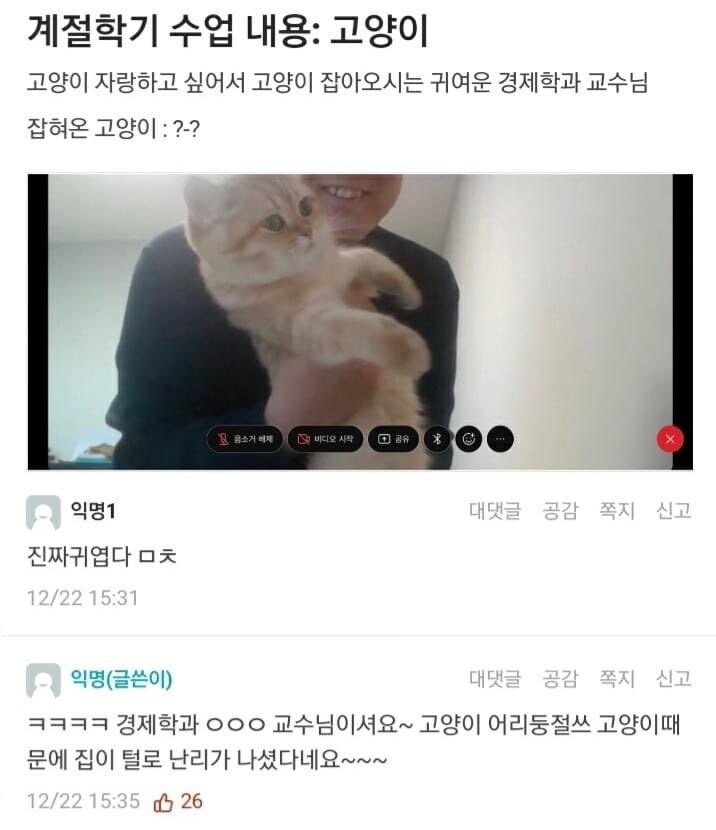 계절학기 수업 내용: 고양이
고양이 자랑하고 싶어서 고양이 잡아오시는 귀여운 경제학과 교수님
잡혀온 고양이 : ?-?
음소거 해제
비디오 시작
공유
익명1
대댓글 공감 쪽지 신고
진짜귀엽다 ㅁㅊ
12/22 15:31
익명(글쓴이)
대댓글 공감 쪽지 신고
ㅋㅋㅋㅋ 경제학과 ㅇㅇㅇ 교수님이셔요~ 고양이 어리둥절쓰 고양이때
문에 집이 털로 난리가 나셨다네요~~~
12/22 15:35 26